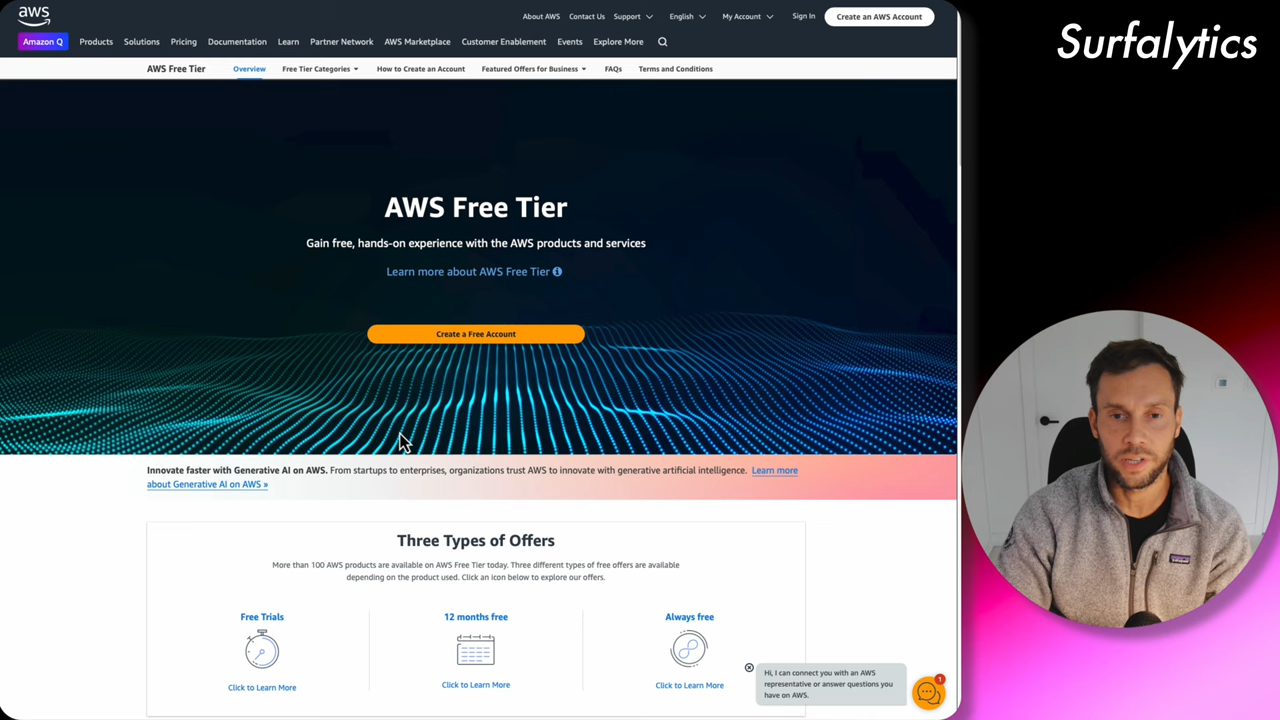 Surfalytics
aws
About AWS Contact Us Support English My Account Sign In Create an AWS Account
Amazon Q Products Solutions Pricing Documentation Learn Partner Network AWS Marketplace Customer Enablement Events Explore More
AWS Free Tier Overview Free Tier Categories How to Create an Account Featured Offers for Business FAQs Terms and Conditions
AWS Free Tier
Gain free, hands-on experience with the AWS products and services
Learn more about AWS Free Tier
Create a Free Account
Innovate faster with Generative AI on AWS. From startups to enterprises, organizations trust AWS to innovate with generative artificial intelligence. Learn more
about Generative AI on AWS »
Three Types of Offers
More than 100 AWS products are available on AWS Free Tier today. Three different types of free offers are available
depending on the product used. Click an icon below to explore our offers.
Free Trials 12 months free Always free
Click to Learn More Click to Learn More Click to Learn More
Hi, I can connect you with an AWS
representative or answer questions you
have on AWS.
1